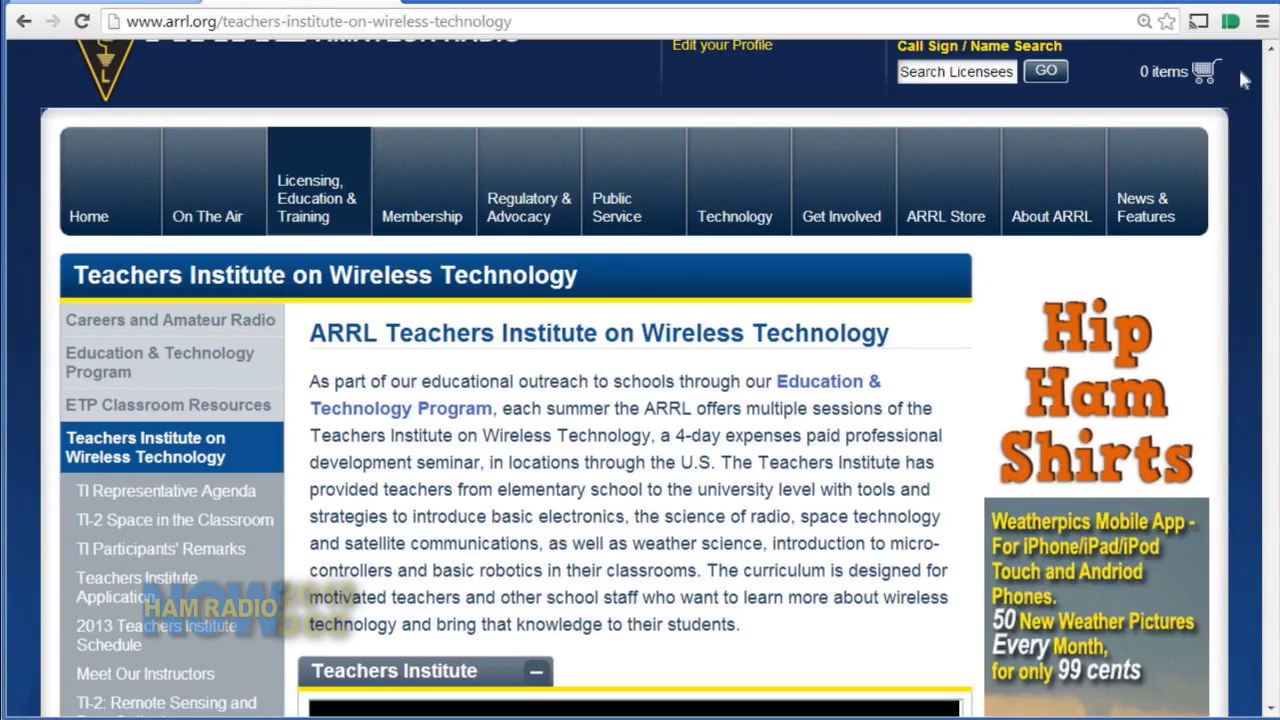 www.arrl.org/teachers-institute-on-wireless-technology
L
Edit your Profile
Call Sign / Name Search
Search Licensees GO
0 items
Home
On The Air
Licensing,
Education &
Training
Membership
Regulatory &
Advocacy
Public
Service
Technology
Get Involved
ARRL Store
About ARRL
News &
Features
Teachers Institute on Wireless Technology
Careers and Amateur Radio
Education & Technology
Program
ETP Classroom Resources
Teachers Institute on
Wireless Technology
TI Representative Agenda
TI-2 Space in the Classroom
TI Participants' Remarks
Teachers Institute
Application
2013 Teachers Institute
Schedule
Meet Our Instructors
TI-2: Remote Sensing and
ARRL Teachers Institute on Wireless Technology
As part of our educational outreach to schools through our Education &
Technology Program, each summer the ARRL offers multiple sessions of the
Teachers Institute on Wireless Technology, a 4-day expenses paid professional
development seminar, in locations through the U.S. The Teachers Institute has
provided teachers from elementary school to the university level with tools and
strategies to introduce basic electronics, the science of radio, space technology
and satellite communications, as well as weather science, introduction to micro-
controllers and basic robotics in their classrooms. The curriculum is designed for
motivated teachers and other school staff who want to learn more about wireless
technology and bring that knowledge to their students.
Teachers Institute
Hip
Ham
Shirts
Weatherpics Mobile App -
For iPhone/iPad/iPod
Touch and Andriod
Phones.
50 New Weather Pictures
Every Month,
for only 99 cents
HAM RADIO
NOW